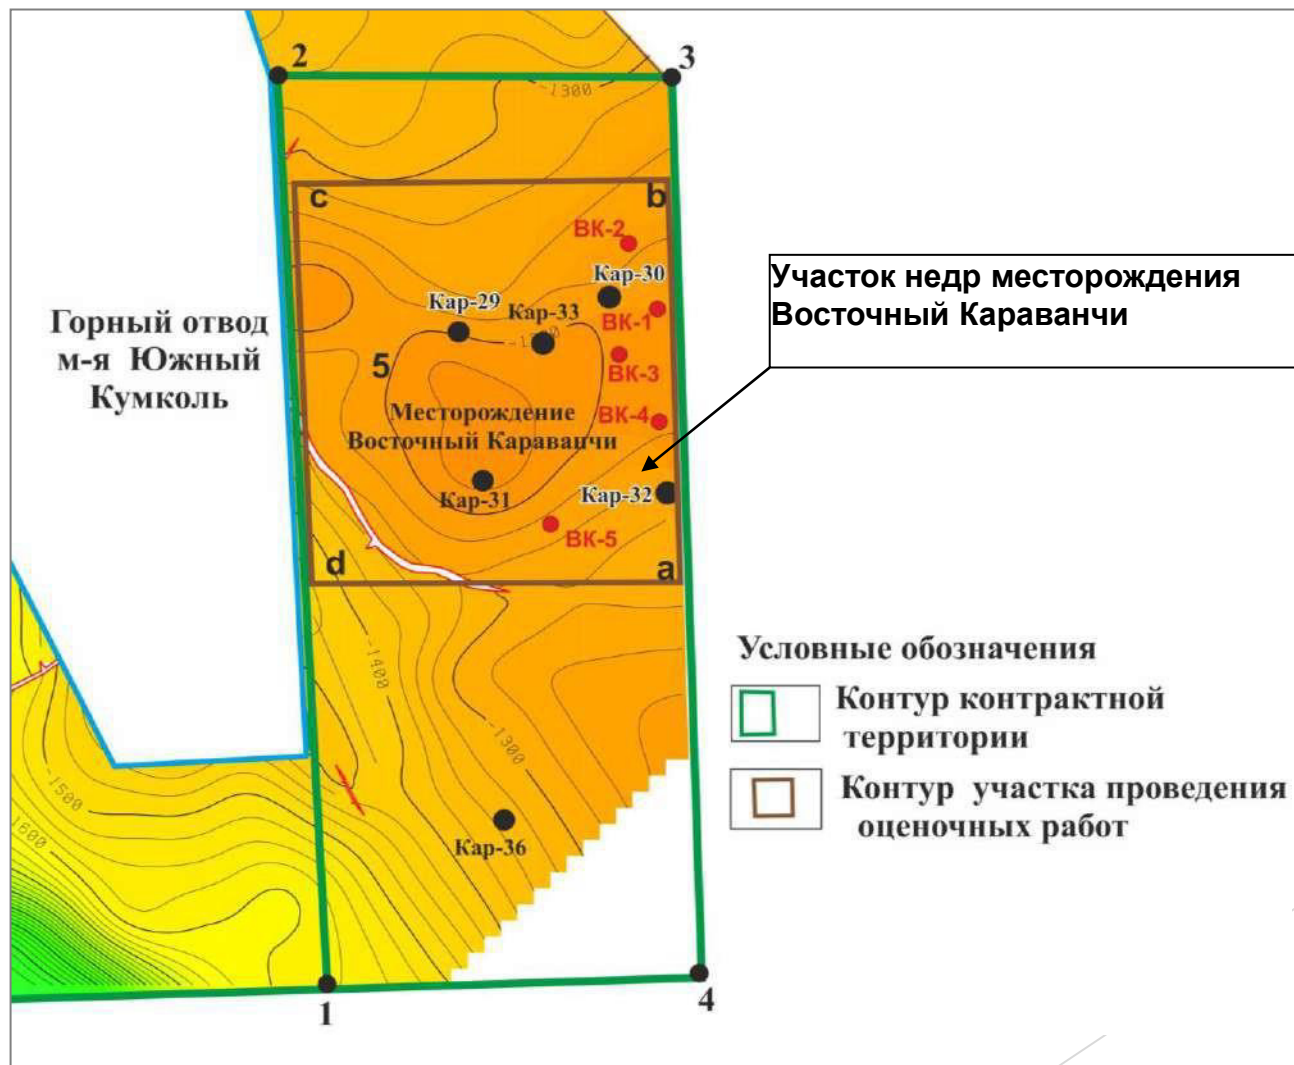 2
3
-1300
c
b
ВК-2
Кар-30
Участок недр месторождения
Восточный Караванчи
Кар-29
Кар-33
ВК-1
Горный отвод
м-я Южный
Кумколь
5
ВК-3
Месторождение
Восточный Караванчи
ВК-4
Кар-31
Кар-32
ВК-5
d
a
-1400
Условные обозначения
Контур контрактной
территории
-1300
-1500
Контур участка проведения
оценочных работ
-1600
Кар-36
1
4